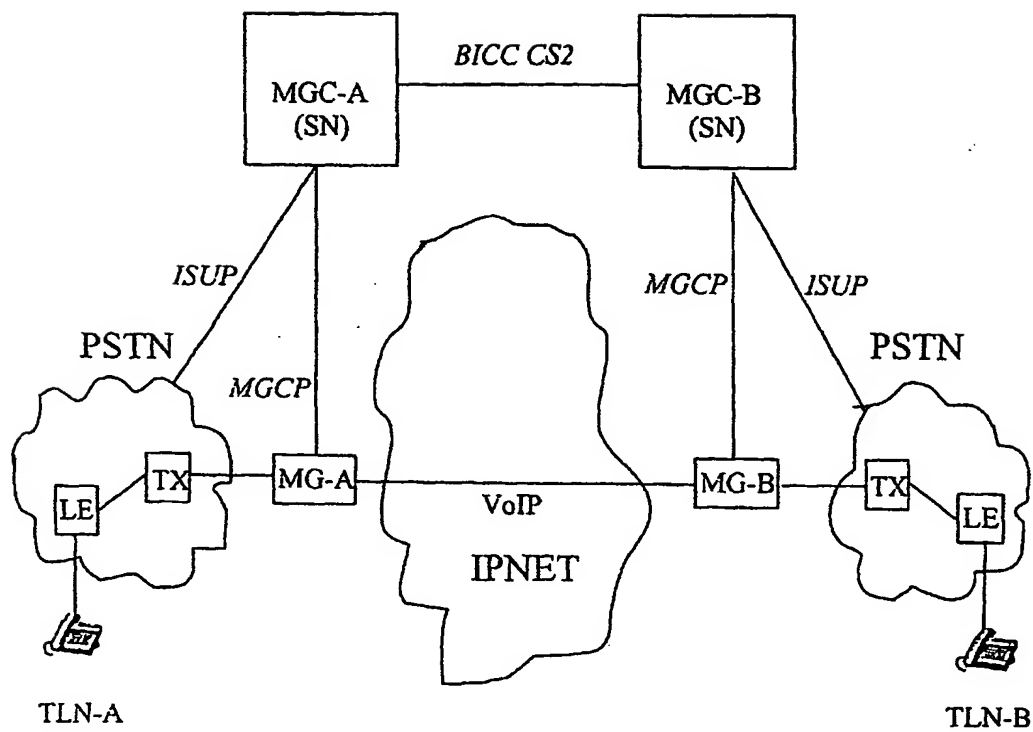 BICC CS2
MGC-A
(SN)
MGC-B
(SN)
ISUP
MGCP
MGCP
ISUP
PSTN
PSTN
LE
TX
MG-A
VoIP
MG-B
TX
LE
IPNET
TLN-A
TLN-B